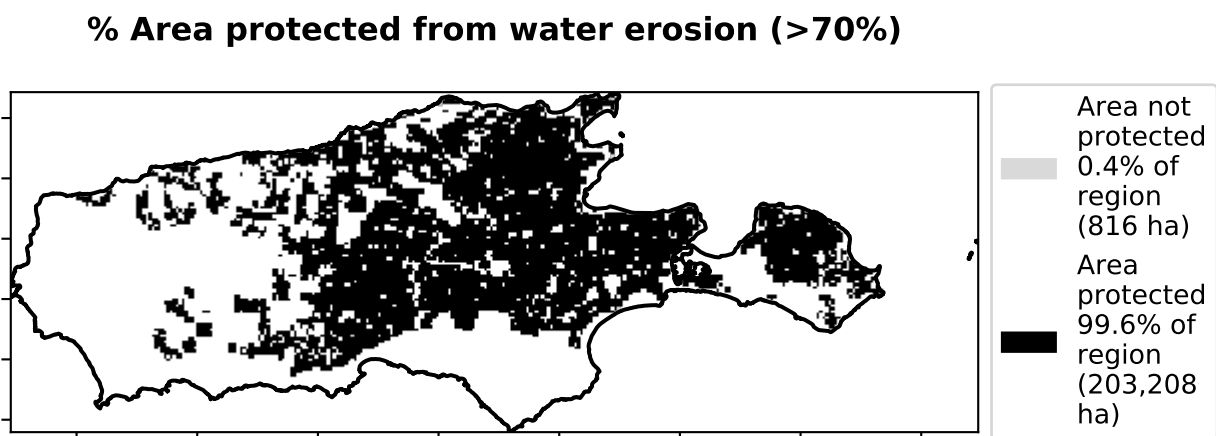 % Area protected from water erosion (>70%)
Area not
protected
0.4% of
region
(816 ha)
Area
protected
99.6% of
region
(203,208
ha)